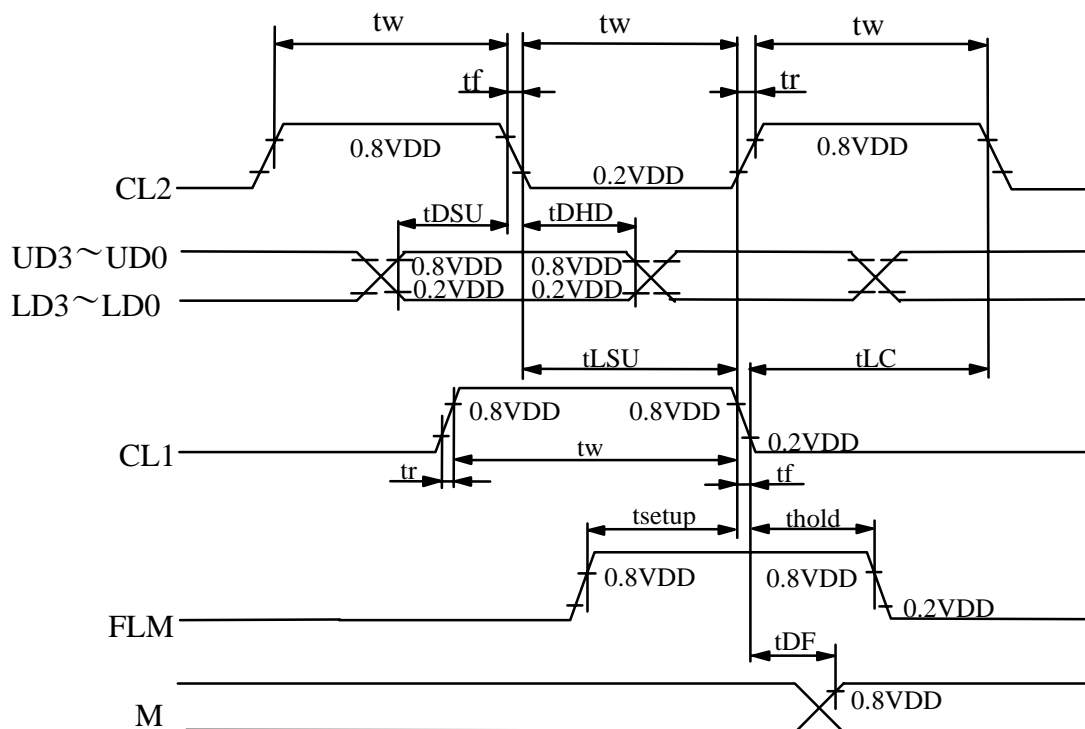 tw tw tw
tf tr
0.8VDD 0.8VDD
CL2 0.2VDD
tDSU tDHD
UD3～UD0 0.8VDD 0.8VDD
LD3～LD0 0.2VDD 0.2VDD
tLSU tLC
0.8VDD 0.8VDD
CL1 tw 0.2VDD
tr tf
tsetup thold
0.8VDD 0.8VDD
FLM 0.2VDD
tDF
M 0.8VDD